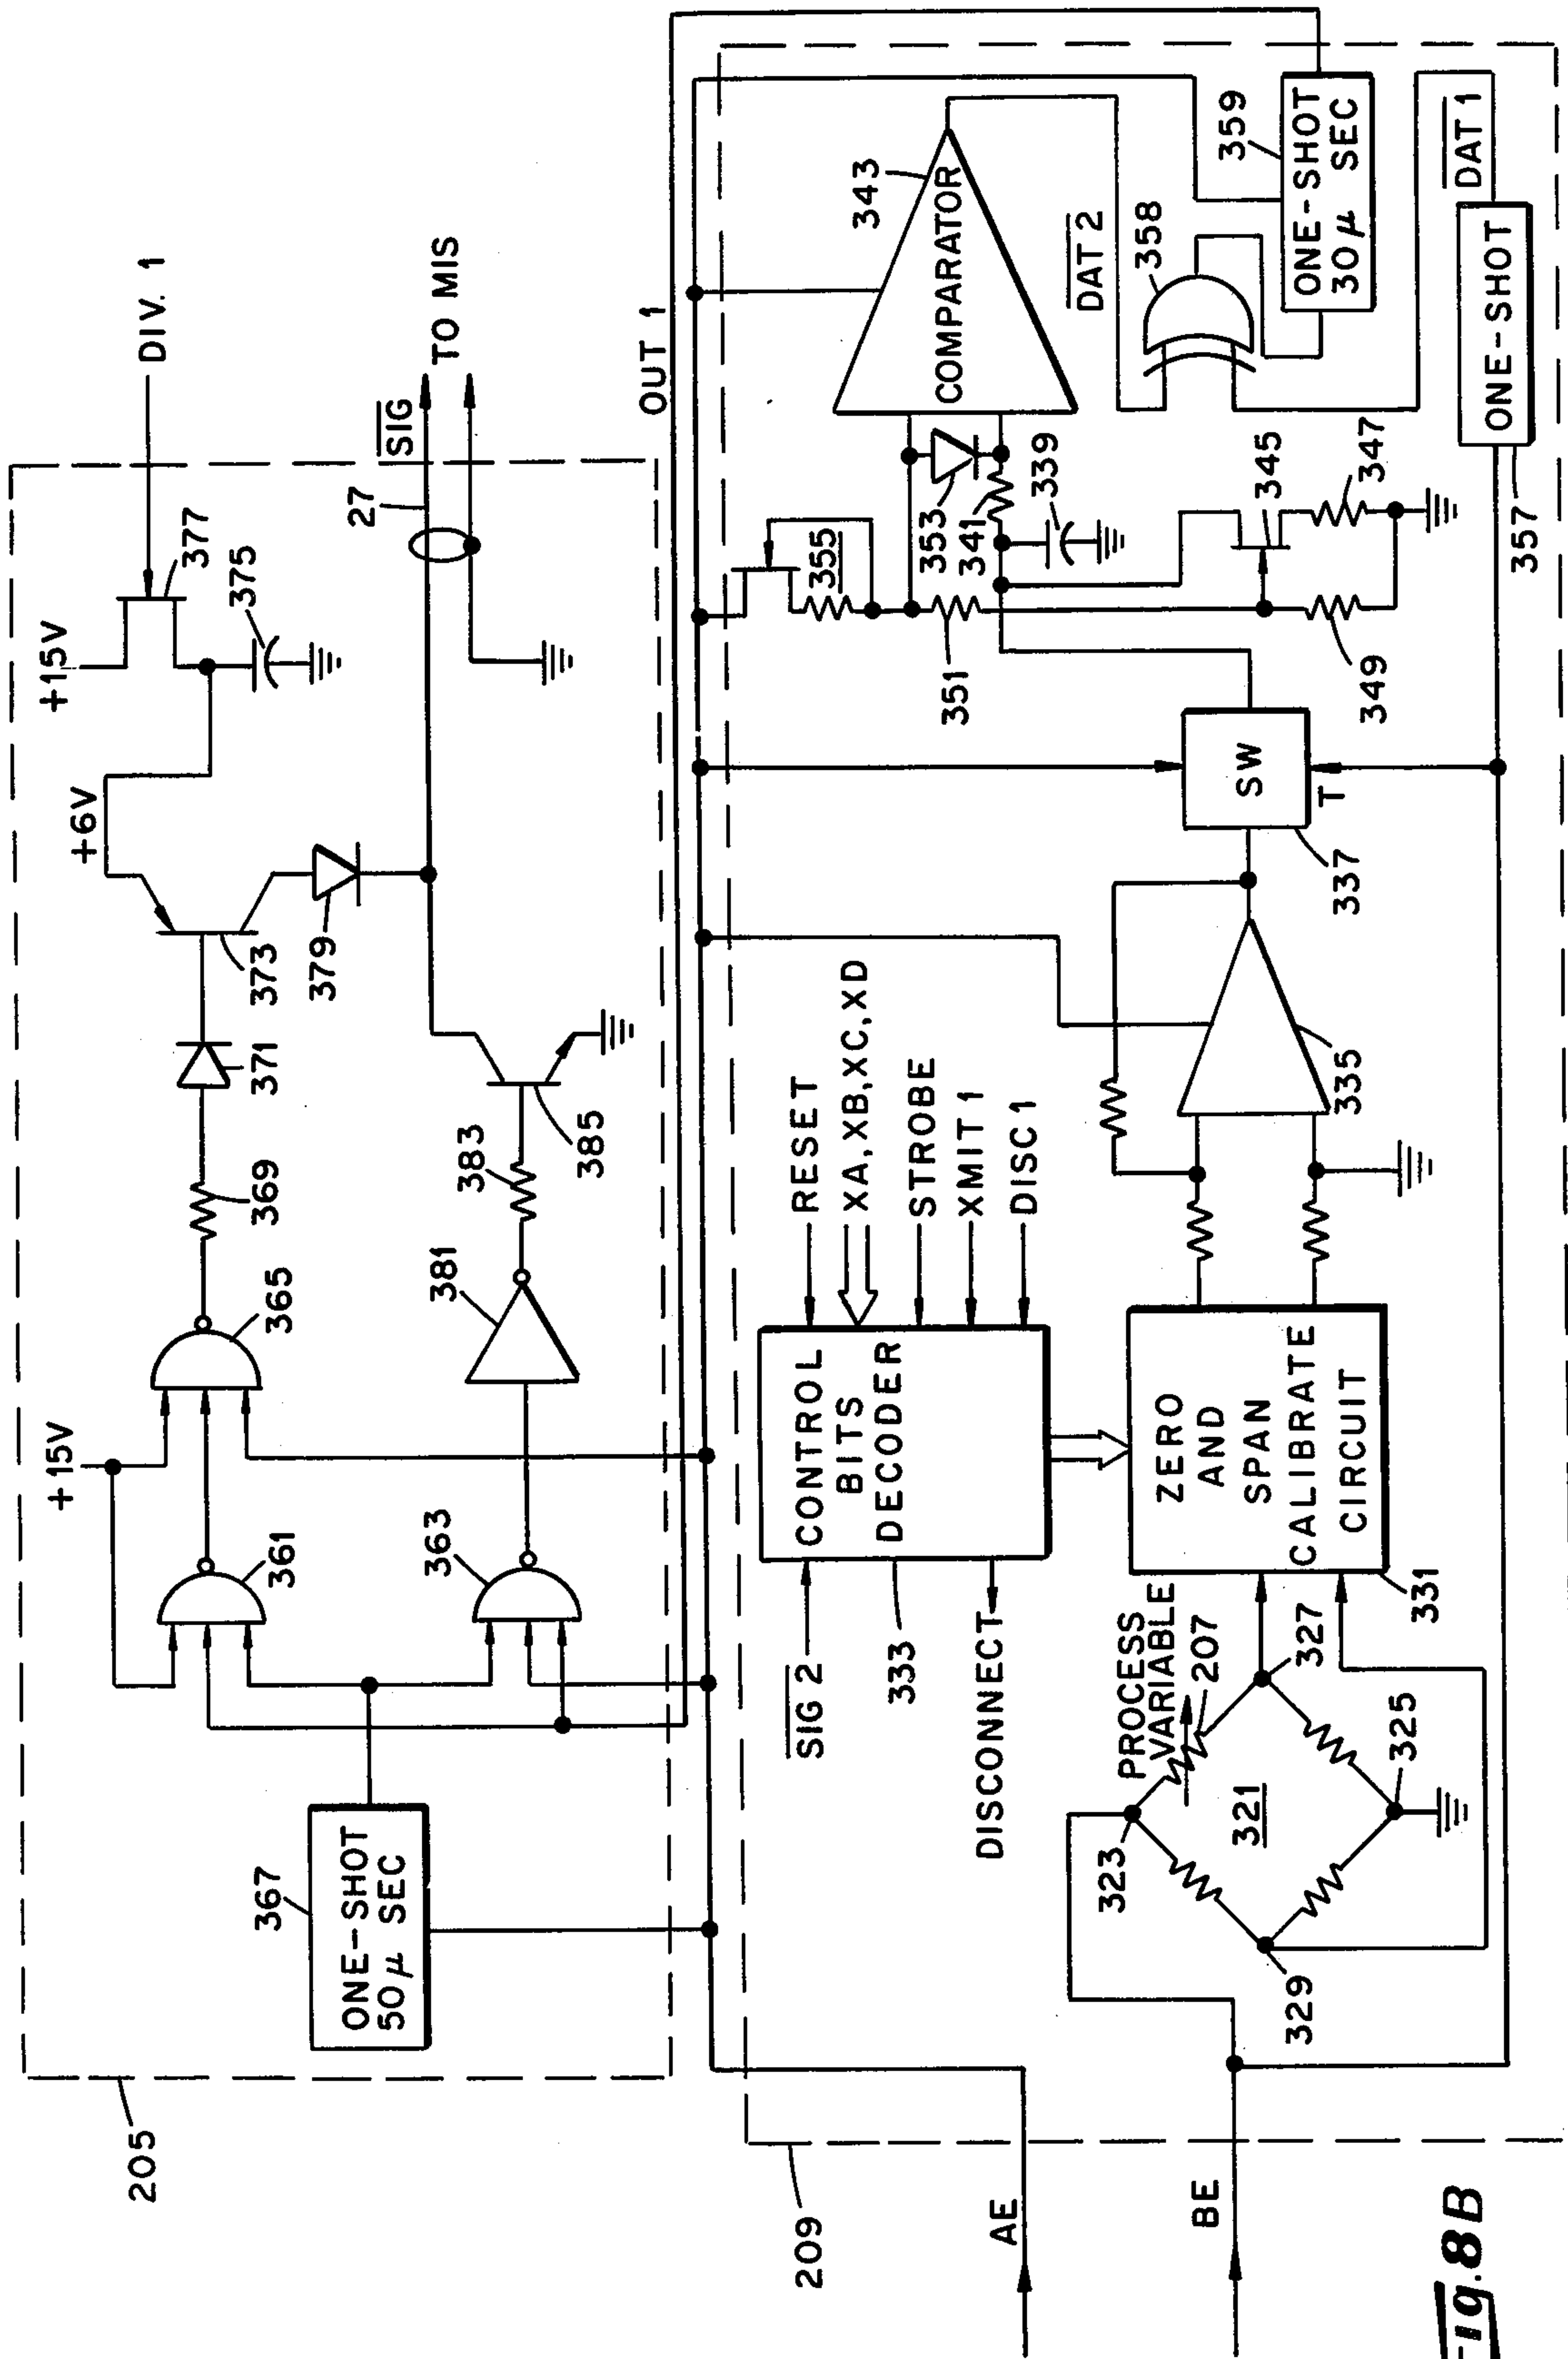 205
367
ONE-SHOT
50μ SEC
+15V
361
363
365
369
371
373
+6V
379
381
383
385
+15V
377
375
DIV. 1
27
SIG
TO MIS
OUT 1
209
AE
BE
SIG 2
333
DISCONNECT
CONTROL
BITS
DECODER
RESET
XA, XB, XC, XD
STROBE
XMIT 1
DISC 1
PROCESS
VARIABLE
207
321
323
325
327
329
331
ZERO
AND
SPAN
CALIBRATE
CIRCUIT
335
SW
T
337
339
341
343
COMPARATOR
345
347
349
351
353
355
DAT 2
358
359
ONE-SHOT
30μ SEC
DAT 1
ONE-SHOT
357
Fig. 8B